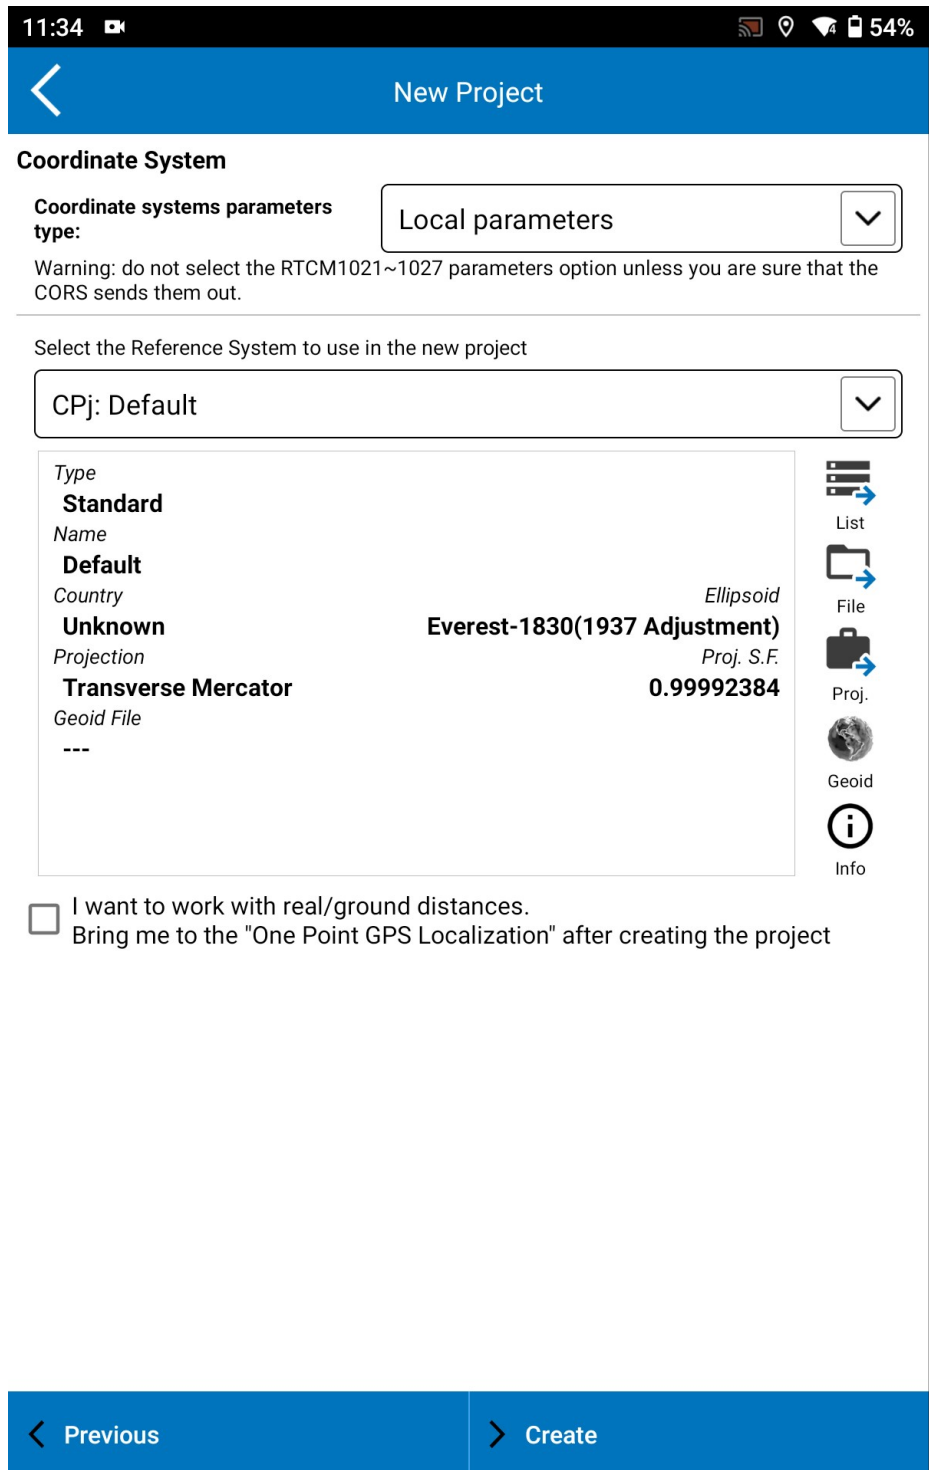 11:34
4
54%
New Project
Coordinate System
Coordinate systems parameters
type:
Local parameters
Warning: do not select the RTCM1021~1027 parameters option unless you are sure that the
CORS sends them out.
Select the Reference System to use in the new project
CPj: Default
Type
Standard
Name
Default
Country
Ellipsoid
Unknown
Everest-1830(1937 Adjustment)
Projection
Proj. S.F.
Transverse Mercator
0.99992384
Geoid File
---
List
File
Proj.
Geoid
Info
I want to work with real/ground distances.
Bring me to the "One Point GPS Localization" after creating the project
Previous
Create